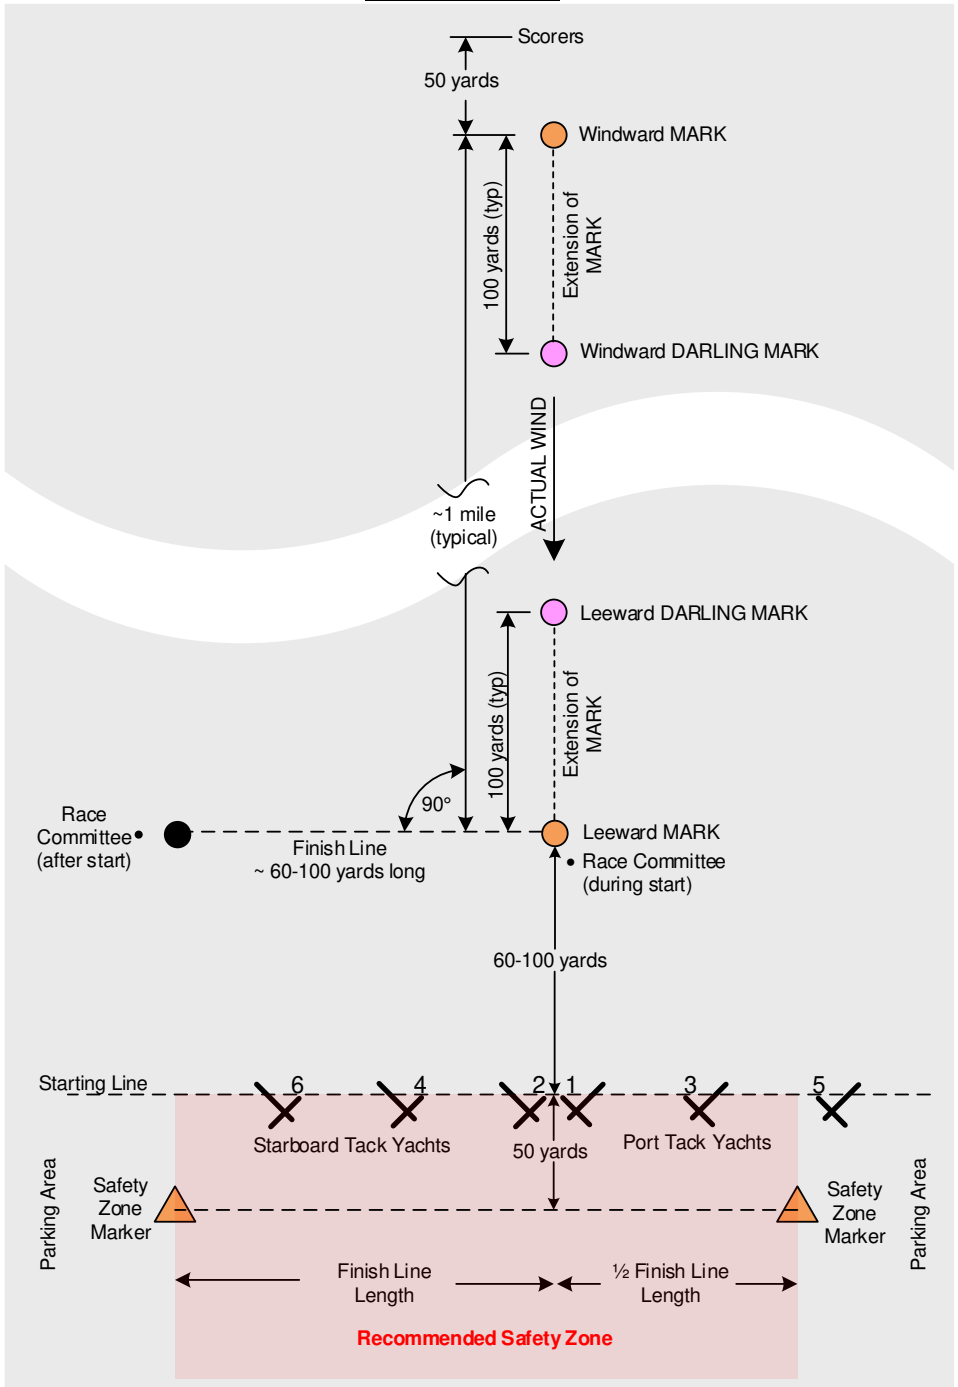 Scorers
50 yards
Windward MARK
100 yards (typ)
Extension of
MARK
Windward DARLING MARK
ACTUAL WIND
~1 mile
(typical)
Leeward DARLING MARK
100 yards (typ)
Extension of
MARK
90°
Race
Committee
(after start)
Leeward MARK
Finish Line
~ 60-100 yards long
Race Committee
(during start)
60-100 yards
Starting Line
6 4 2 1 3 5
Starboard Tack Yachts
Port Tack Yachts
50 yards
Parking Area
Safety
Zone
Marker
Safety
Zone
Marker
Parking Area
Finish Line
Length
½ Finish Line
Length
Recommended Safety Zone